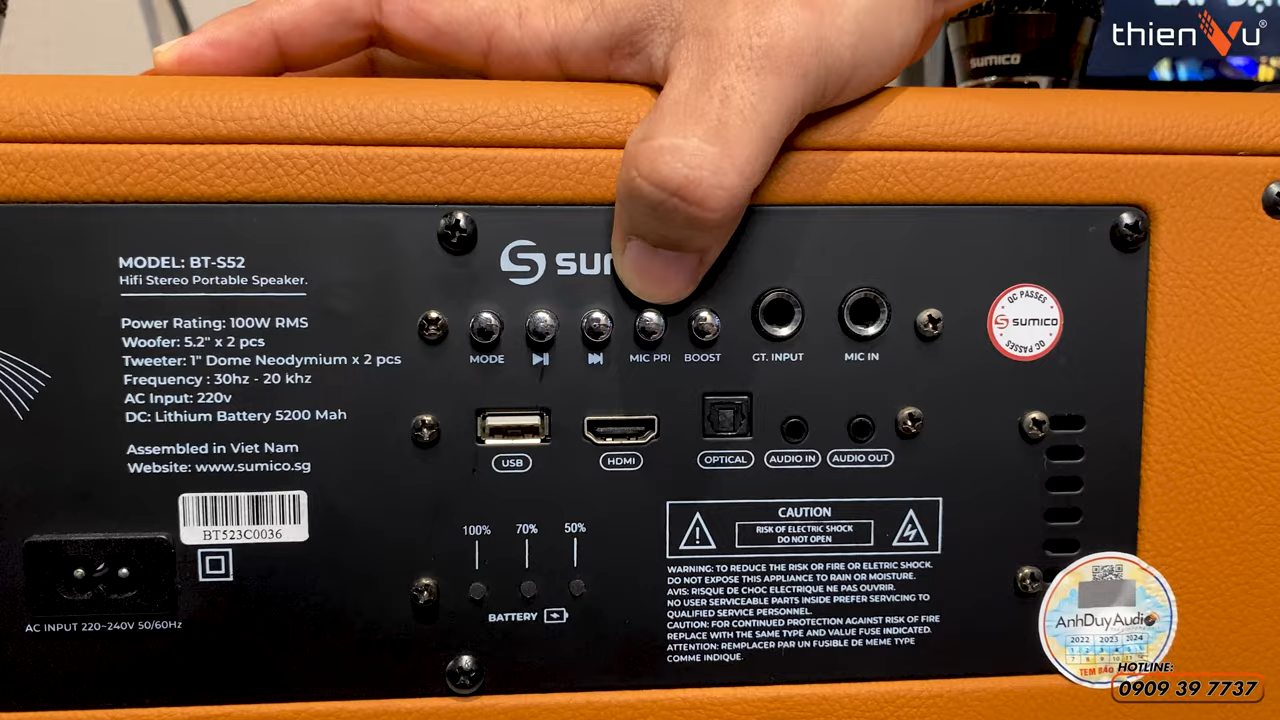 thienVu®
SUMICO
MODEL: BT-S52
Hifi Stereo Portable Speaker.
Power Rating: 100W RMS
Woofer: 5.2" x 2 pcs
Tweeter: 1" Dome Neodymium x 2 pcs
Frequency : 30hz - 20 khz
AC Input: 220v
DC: Lithium Battery 5200 Mah
Assembled in Viet Nam
Website: www.sumico.sg
BT523C0036
AC INPUT 220~240V 50/60Hz
MODE
MIC PRI
BOOST
GT. INPUT
MIC IN
QC PASSES
SUMICO
QC PASSES
USB
HDMI
OPTICAL
AUDIO IN
AUDIO OUT
100%
70%
50%
BATTERY
CAUTION
RISK OF ELECTRIC SHOCK
DO NOT OPEN
WARNING: TO REDUCE THE RISK OR FIRE OR ELETRIC SHOCK.
DO NOT EXPOSE THIS APPLIANCE TO RAIN OR MOISTURE.
AVIS: RISQUE DE CHOC ELECTRIQUE NE PAS OUVRIR.
NO USER SERVICEABLE PARTS INSIDE PREFER SERVICING TO
QUALIFIED SERVICE PERSONNEL.
CAUTION: FOR CONTINUED PROTECTION AGAINST RISK OF FIRE
REPLACE WITH THE SAME TYPE AND VALUE FUSE INDICATED.
ATTENTION: REMPLACER PAR UN FUSIBLE DE MEME TYPE
COMME INDIQUE.
AnhDuyAudio
2022 2023 2024
TEM BẢO
HOTLINE:
0909 39 7737